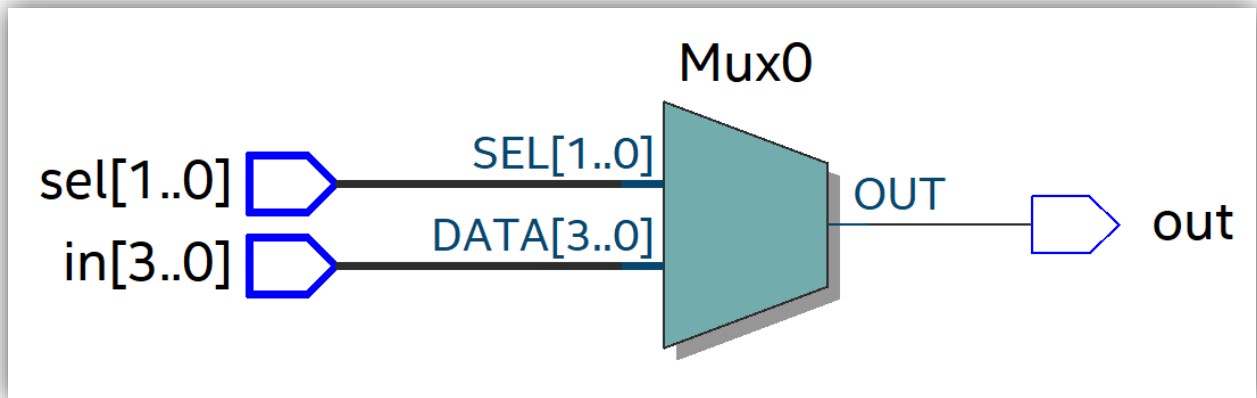 Mux0
sel[1..0]
SEL[1..0]
in[3..0]
DATA[3..0]
OUT
out